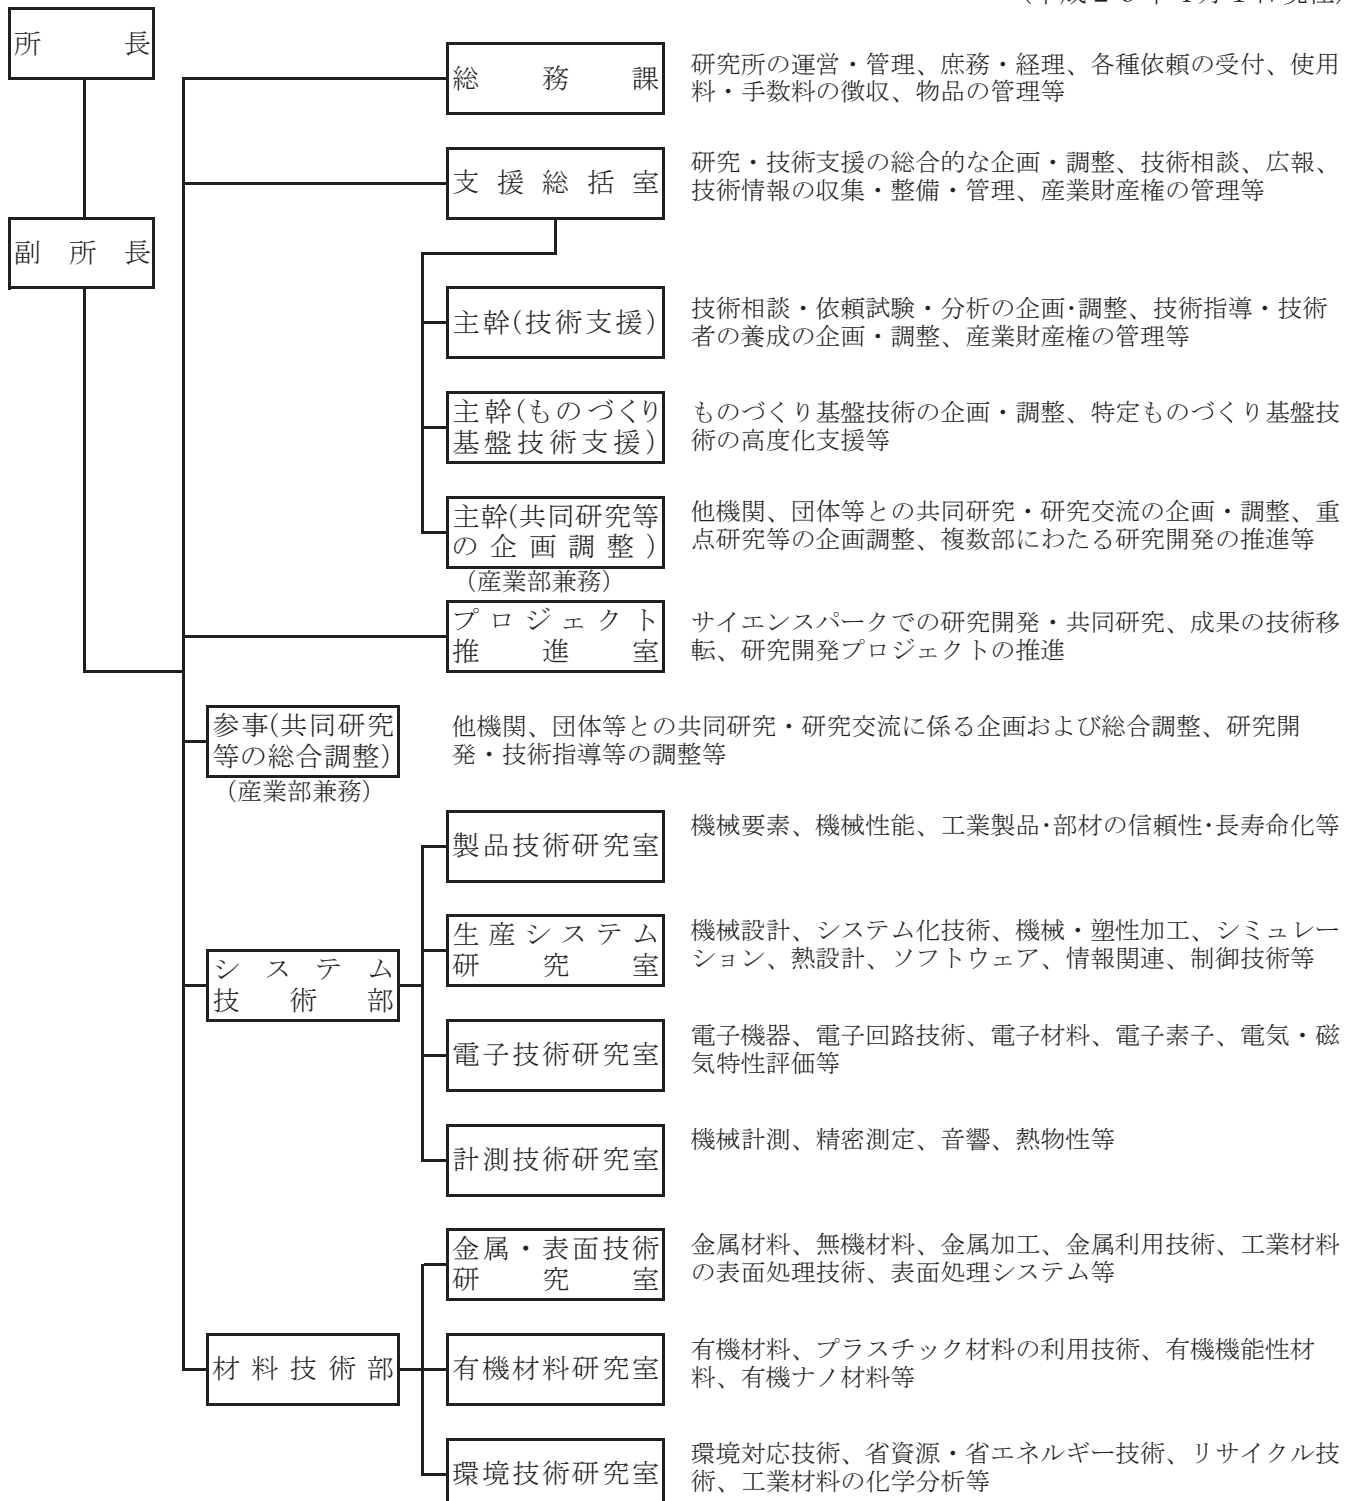 所長
総務課
研究所の運営・管理、庶務・経理、各種依頼の受付、使用
料・手数料の徴収、物品の管理等
支援総括室
研究・技術支援の総合的な企画・調整、技術相談、広報、
技術情報の収集・整備・管理、産業財産権の管理等
副所長
主幹(技術支援)
技術相談・依頼試験・分析の企画・調整、技術指導・技術
者の養成の企画・調整、産業財産権の管理等
主幹(ものづくり
基盤技術支援)
ものづくり基盤技術の企画・調整、特定ものづくり基盤技
術の高度化支援等
主幹(共同研究等
の企画調整)
(産業部兼務)
他機関、団体等との共同研究・研究交流の企画・調整、重
点研究等の企画調整、複数部にわたる研究開発の推進等
プロジェクト
推進室
サイエンスパークでの研究開発・共同研究、成果の技術移
転、研究開発プロジェクトの推進
参事(共同研究
等の総合調整)
(産業部兼務)
他機関、団体等との共同研究・研究交流に係る企画および総合調整、研究開
発・技術指導等の調整等
製品技術研究室
機械要素、機械性能、工業製品・部材の信頼性・長寿命化等
生産システム
研究室
機械設計、システム化技術、機械・塑性加工、シミュレー
ション、熱設計、ソフトウェア、情報関連、制御技術等
システム
技術部
電子技術研究室
電子機器、電子回路技術、電子材料、電子素子、電気・磁
気特性評価等
計測技術研究室
機械計測、精密測定、音響、熱物性等
金属・表面技術
研究室
金属材料、無機材料、金属加工、金属利用技術、工業材料
の表面処理技術、表面処理システム等
材料技術部
有機材料研究室
有機材料、プラスチック材料の利用技術、有機機能性材
料、有機ナノ材料等
環境技術研究室
環境対応技術、省資源・省エネルギー技術、リサイクル技
術、工業材料の化学分析等